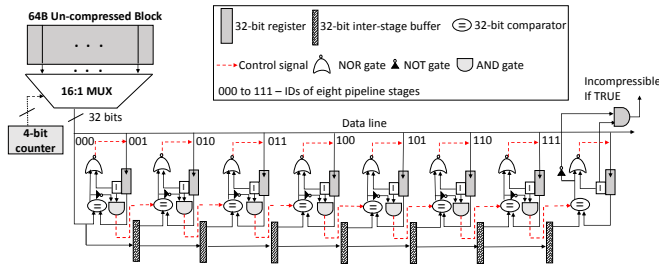 64B Un-compressed Block
. . .
. . .
16:1 MUX
32 bits
4-bit
counter
32-bit register
32-bit inter-stage buffer
= 32-bit comparator
Control signal
NOR gate
NOT gate
AND gate
000 to 111 – IDs of eight pipeline stages
Incompressible
If TRUE
Data line
000 001 010 011 100 101 110 111
I I I I I I I I
= = = = = = = =